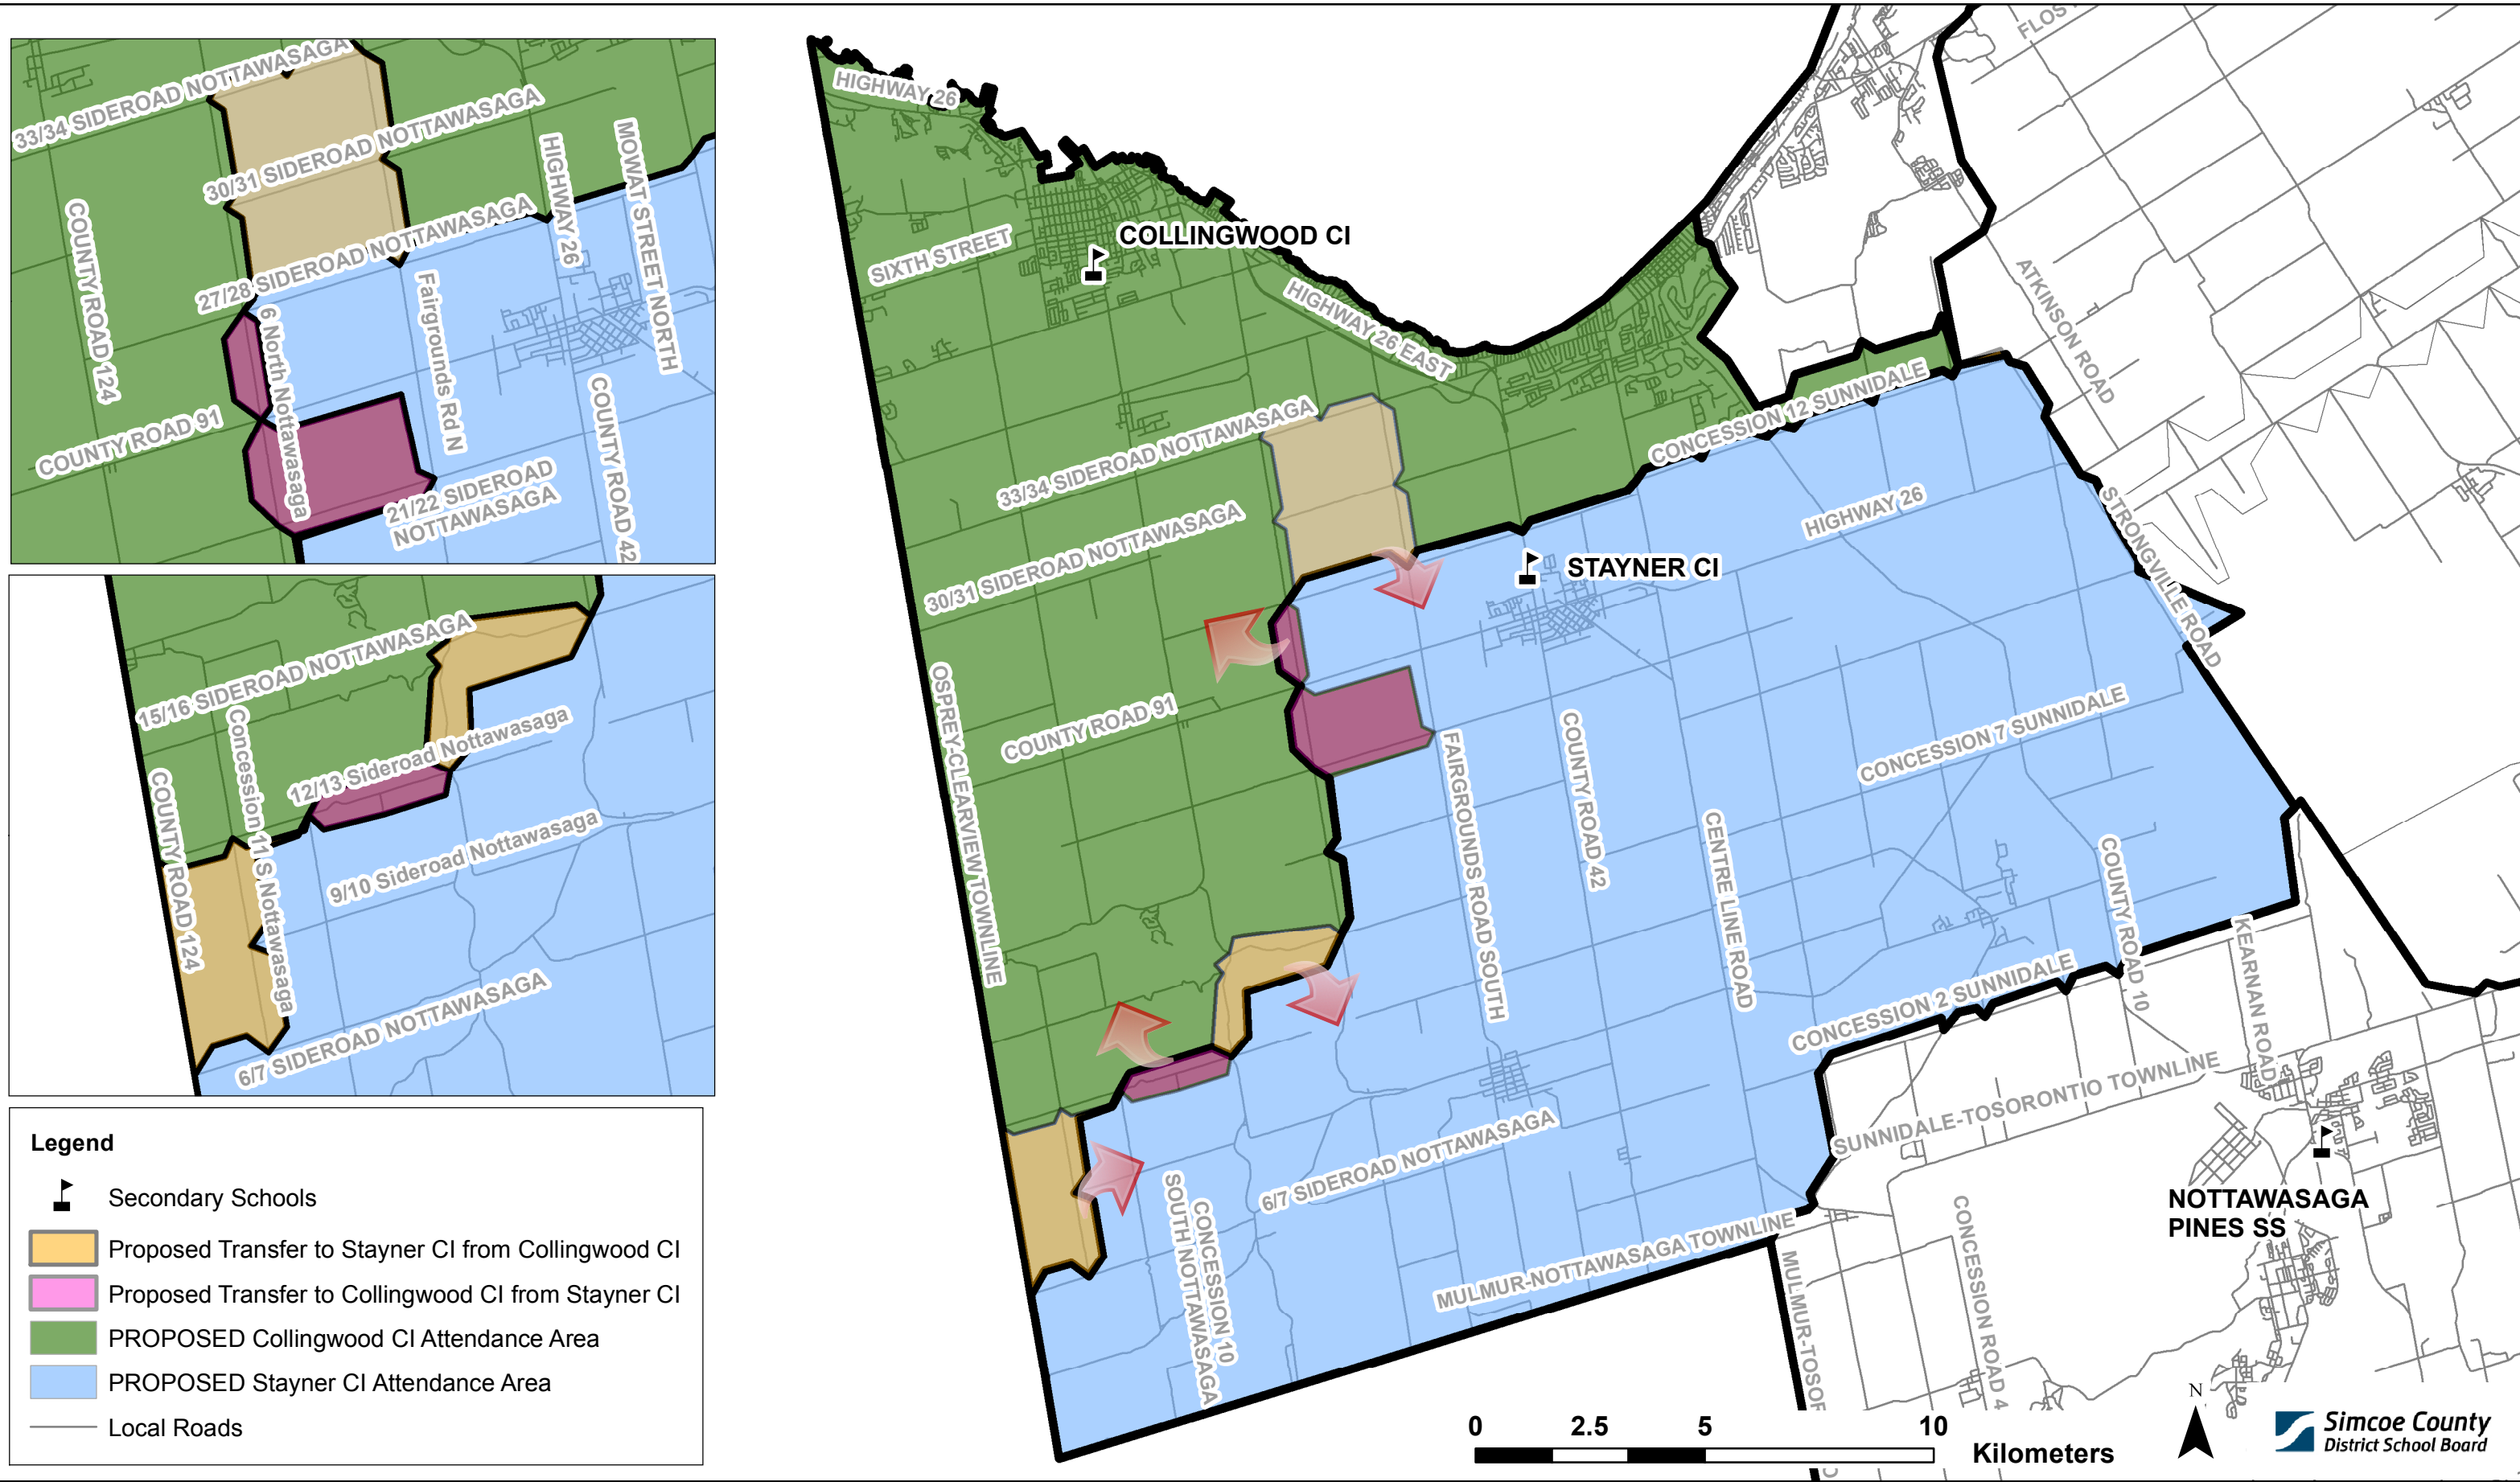 33/34 SIDEROAD NOTTAWASAGA
30/31 SIDEROAD NOTTAWASAGA
27/28 SIDEROAD NOTTAWASAGA
COUNTY ROAD 124
HIGHWAY 26
MOWAT STREET NORTH
6 North Nottawasaga
Fairgrounds Rd N
COUNTY ROAD 91
21/22 SIDEROAD
NOTTAWASAGA
COUNTY ROAD 42
15/16 SIDEROAD NOTTAWASAGA
Concession 11 S Nottawasaga
12/13 Sideroad Nottawasaga
COUNTY ROAD 124
9/10 Sideroad Nottawasaga
6/7 SIDEROAD NOTTAWASAGA
Legend
Secondary Schools
Proposed Transfer to Stayner CI from Collingwood CI
Proposed Transfer to Collingwood CI from Stayner CI
PROPOSED Collingwood CI Attendance Area
PROPOSED Stayner CI Attendance Area
Local Roads
HIGHWAY 26
SIXTH STREET
COLLINGWOOD CI
HIGHWAY 26 EAST
ATKINSON ROAD
CONCESSION 12 SUNNIDALE
33/34 SIDEROAD NOTTAWASAGA
30/31 SIDEROAD NOTTAWASAGA
HIGHWAY 26
STRONGVILLE ROAD
STAYNER CI
OSPREY-CLEARVIEW TOWNLINE
COUNTY ROAD 91
FAIRGROUNDS ROAD SOUTH
COUNTY ROAD 42
CENTRE LINE ROAD
CONCESSION 7 SUNNIDALE
COUNTY ROAD 10
KEARNAN ROAD
CONCESSION 2 SUNNIDALE
SUNNIDALE-TOSORONTIO TOWNLINE
6/7 SIDEROAD NOTTAWASAGA
CONCESSION 10
SOUTH NOTTAWASAGA
MULMUR-NOTTAWASAGA TOWNLINE
MULMUR-TOSOR
CONCESSION ROAD 4
NOTTAWASAGA
PINES SS
0 2.5 5 10
Kilometers
N
Simcoe County
District School Board